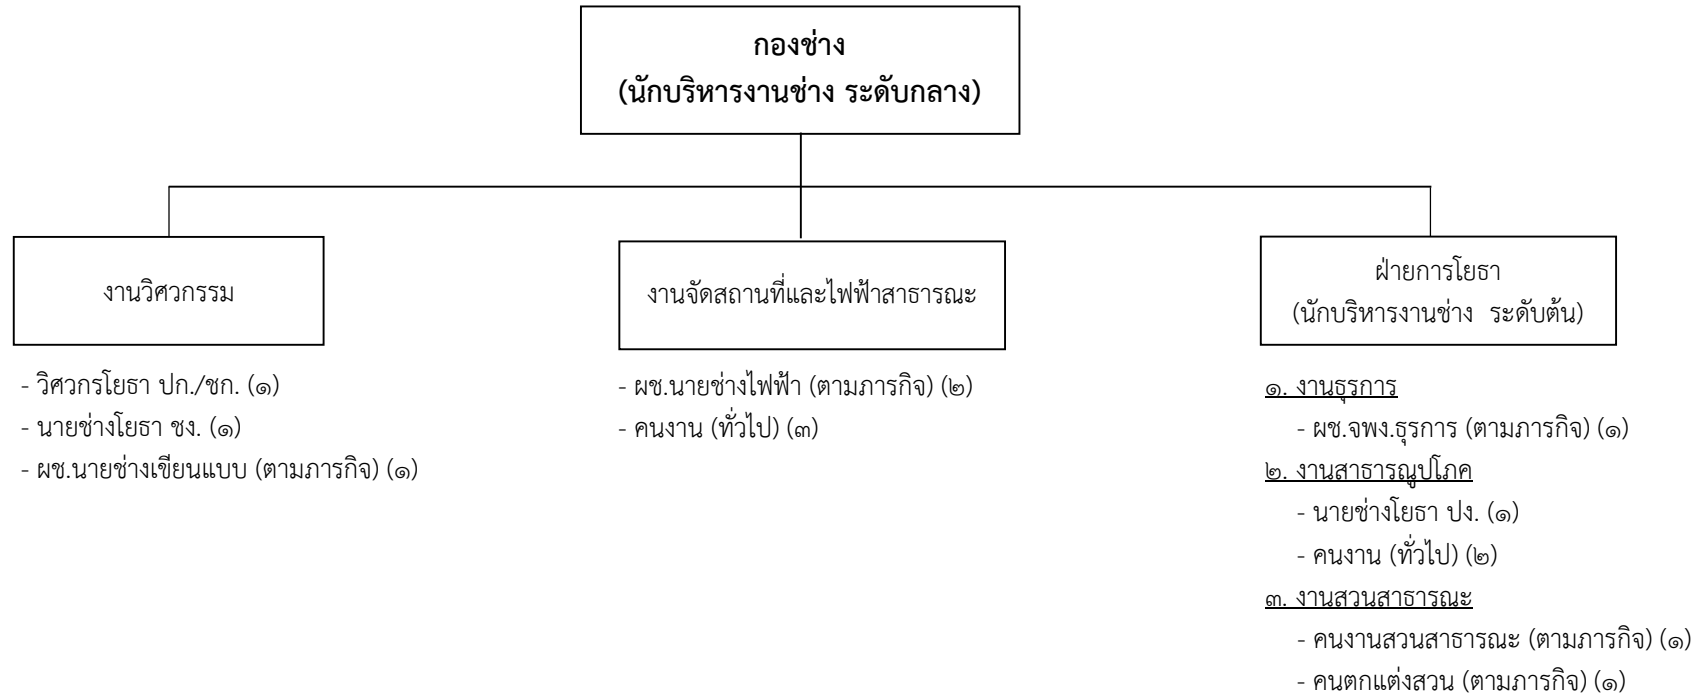 กองช่าง
(นักบริหารงานช่าง ระดับกลาง)
งานวิศวกรรม
- วิศวกรโยธา ปก./ชก. (๑)
- นายช่างโยธา ชง. (๑)
- ผช.นายช่างเขียนแบบ (ตามภารกิจ) (๑)
งานจัดสถานที่และไฟฟ้าสาธารณะ
- ผช.นายช่างไฟฟ้า (ตามภารกิจ) (๒)
- คนงาน (ทั่วไป) (๓)
ฝ่ายการโยธา
(นักบริหารงานช่าง ระดับต้น)
๑. งานธุรการ
- ผช.จพง.ธุรการ (ตามภารกิจ) (๑)
๒. งานสาธารณูปโภค
- นายช่างโยธา ปง. (๑)
- คนงาน (ทั่วไป) (๒)
๓. งานสวนสาธารณะ
- คนงานสวนสาธารณะ (ตามภารกิจ) (๑)
- คนตกแต่งสวน (ตามภารกิจ) (๑)